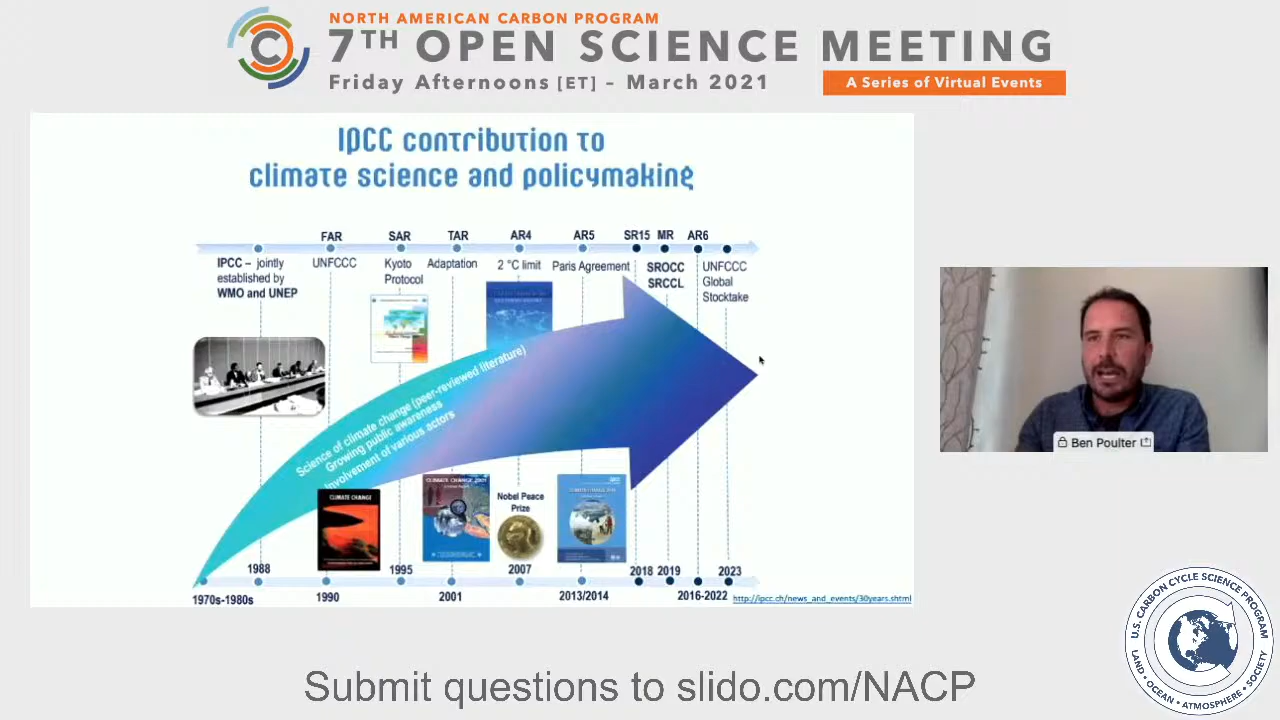 NORTH AMERICAN CARBON PROGRAM
7TH OPEN SCIENCE MEETING
Friday Afternoons [ET] – March 2021
A Series of Virtual Events
IPCC contribution to
climate science and policymaking
FAR SAR TAR AR4 AR5 SR15 MR AR6
IPCC – jointly
established by
WMO and UNEP
UNFCCC
Kyoto
Protocol
Adaptation
2 °C limit
Paris Agreement
SROCC
SRCCL
UNFCCC
Global
Stocktake
Science of climate change (peer-reviewed literature)
Growing public awareness
Involvement of various actors
CLIMATE CHANGE
CLIMATE CHANGE 2001
Nobel Peace
Prize
1988 1995 2007 2018 2019 2023
1970s-1980s 1990 2001 2013/2014 2016-2022
http://ipcc.ch/news_and_events/30years.shtml
Ben Poulter
U.S. CARBON CYCLE SCIENCE PROGRAM
LAND • OCEAN • ATMOSPHERE • SOCIETY
Submit questions to slido.com/NACP